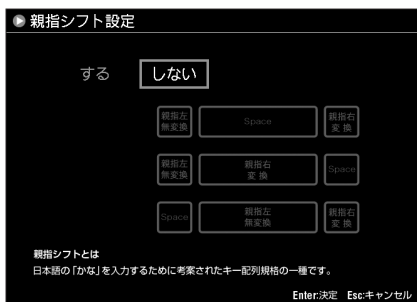 親指シフト設定
する しない
親指左 Space 親指右
無変換 変換
親指左 親指右 Space
無変換 変換
Space 親指左 親指右
無変換 変換
親指シフトとは
日本語の「かな」を入力するために考案されたキー配列規格の一種です。
Enter:決定 Esc:キャンセル